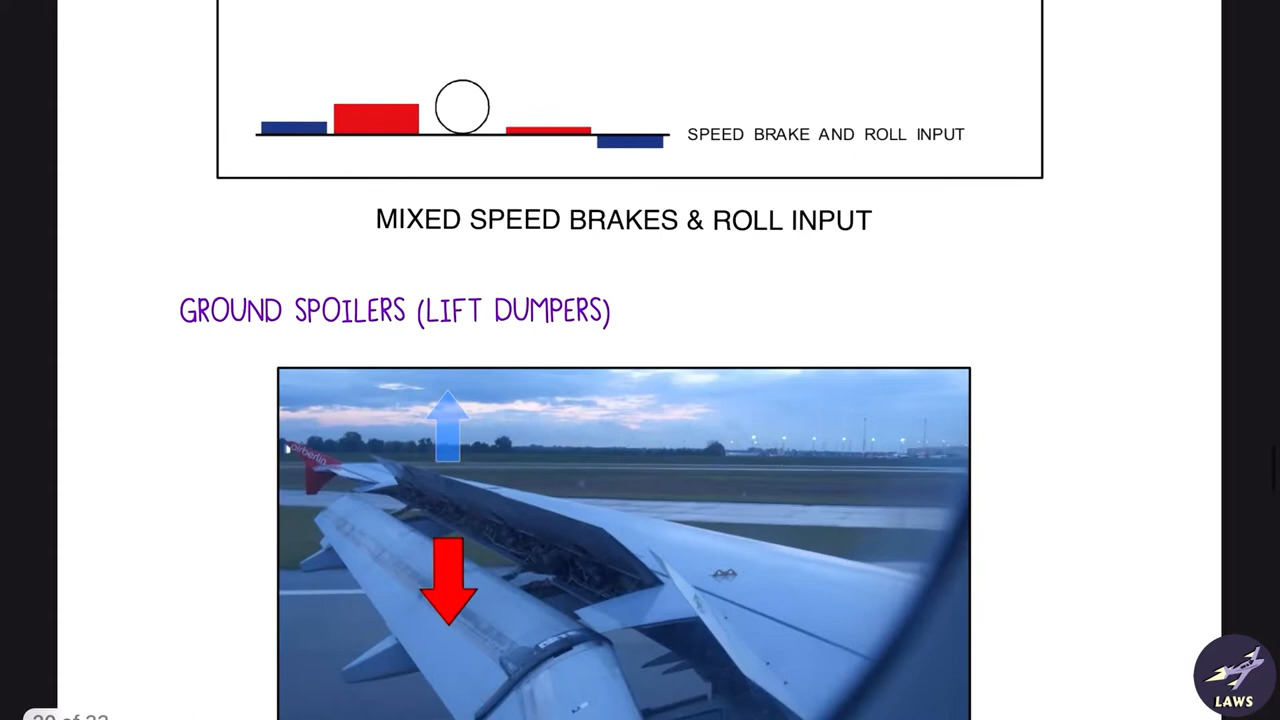 SPEED BRAKE AND ROLL INPUT
MIXED SPEED BRAKES & ROLL INPUT
GROUND SPOILERS (LIFT DUMPERS)
airberlin
LAWS